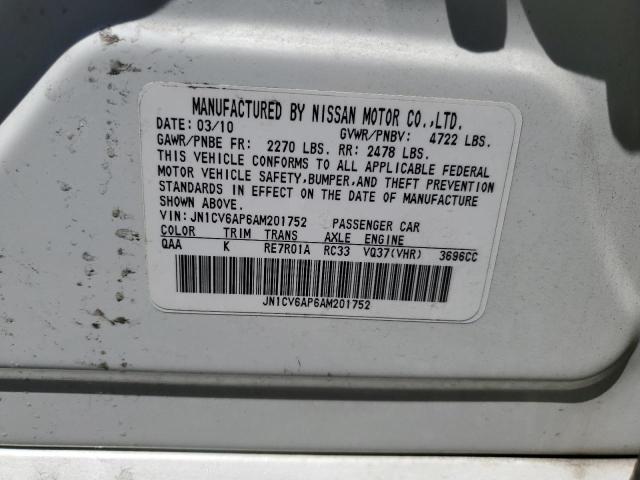 MANUFACTURED BY NISSAN MOTOR CO.,LTD.
DATE: 03/10 GVWR/PNBV: 4722 LBS.
GAWR/PNBE FR: 2270 LBS. RR: 2478 LBS.
THIS VEHICLE CONFORMS TO ALL APPLICABLE FEDERAL
MOTOR VEHICLE SAFETY,BUMPER,AND THEFT PREVENTION
STANDARDS IN EFFECT ON THE DATE OF MANUFACTURE
SHOWN ABOVE.
VIN: JN1CV6AP6AM201752 PASSENGER CAR
COLOR TRIM TRANS AXLE ENGINE
QAA K RE7R01A RC33 VQ37(VHR) 3696CC
JN1CV6AP6AM201752